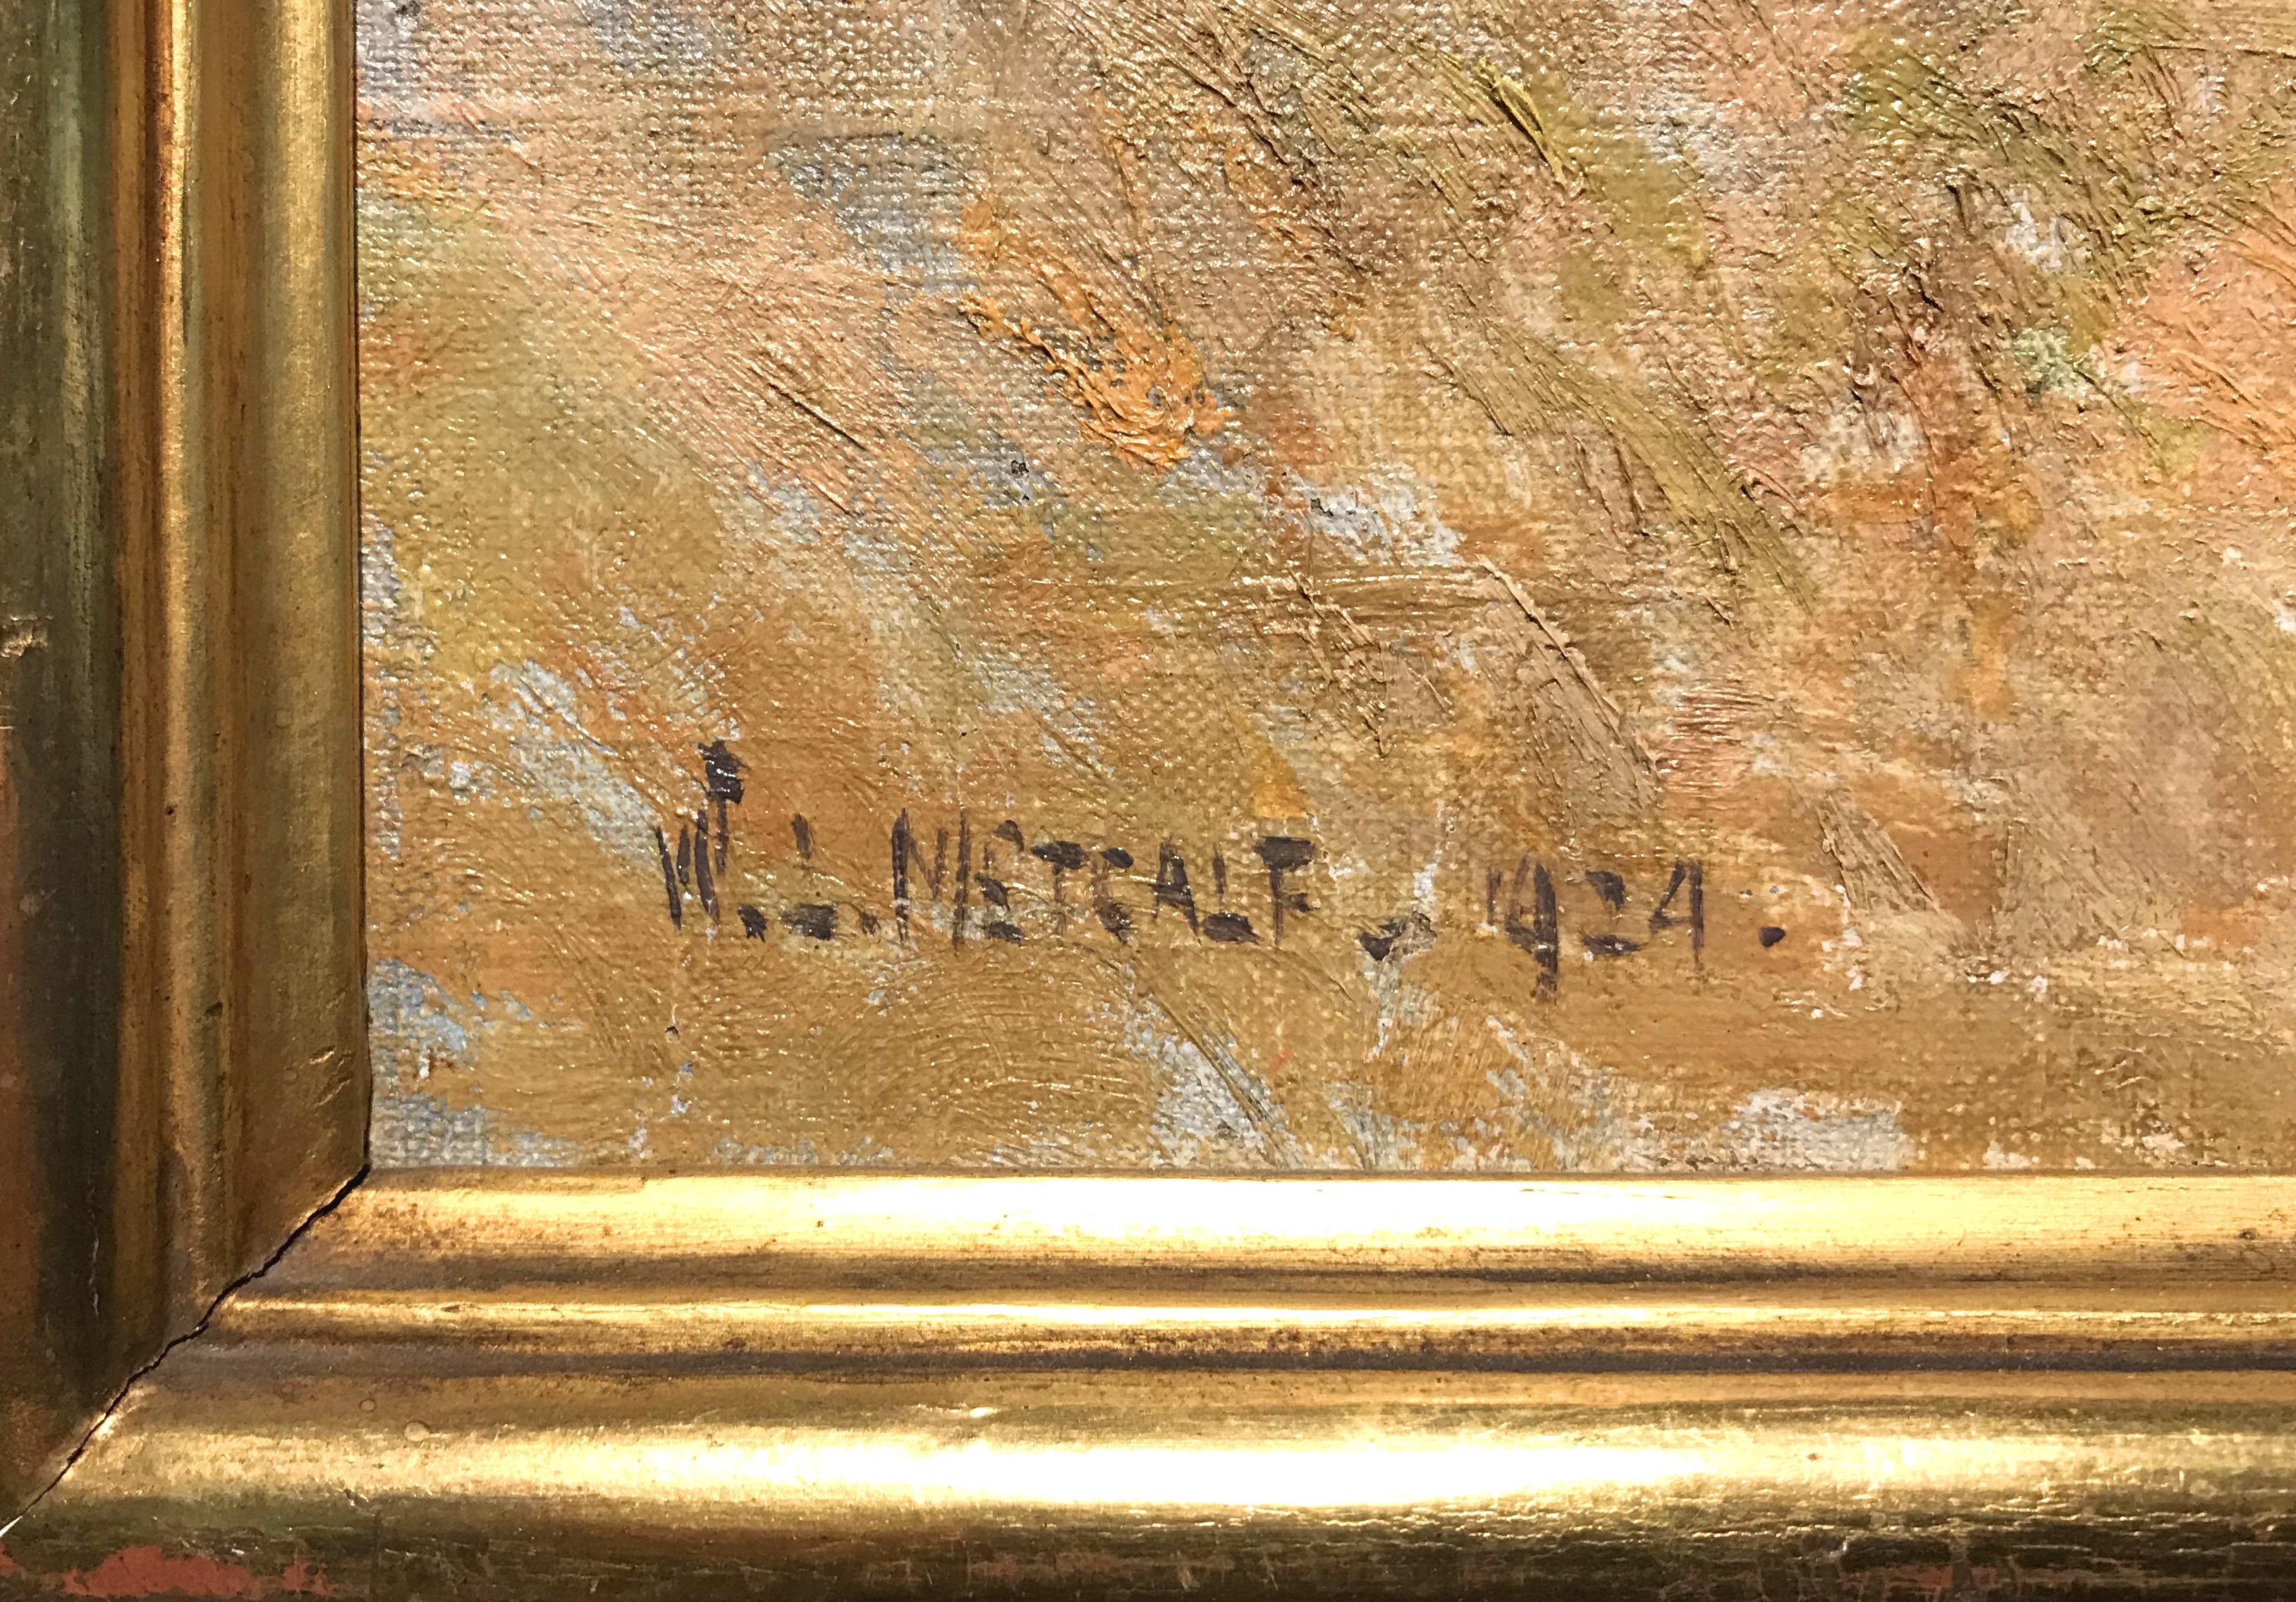 W. L. METCALF, 1924.